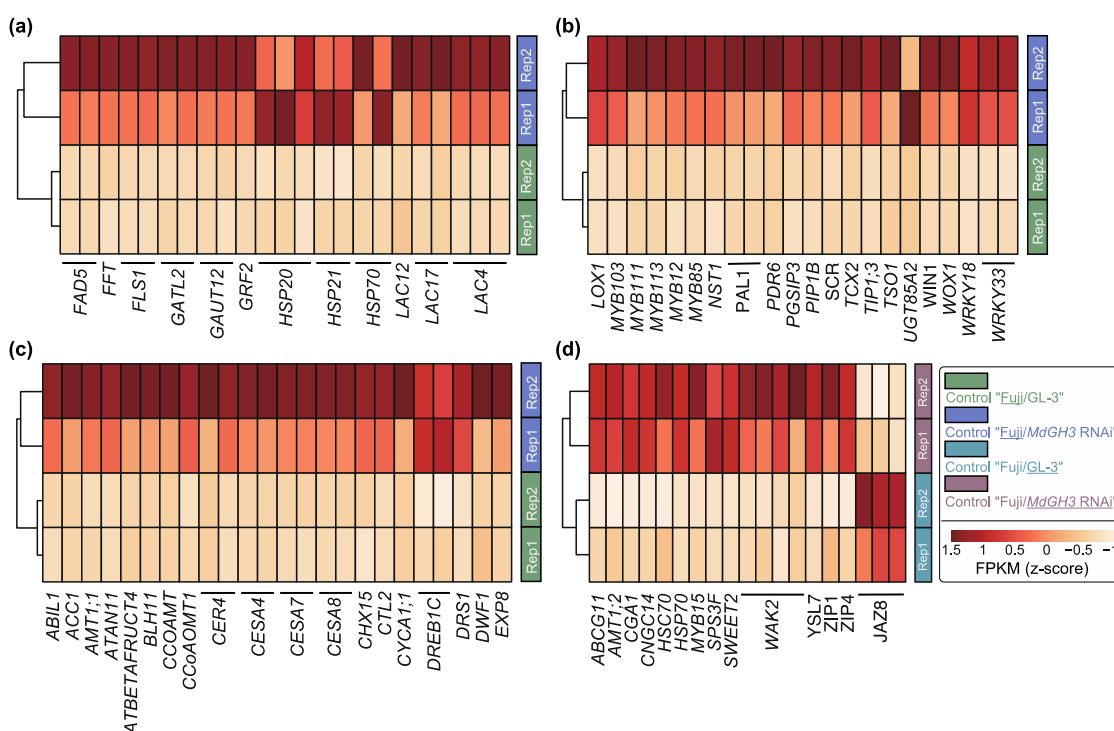 (a)
Rep2
Rep1
Rep2
Rep1
FAD5
FFT
FLS1
GATL2
GAUT12
GRF2
HSP20
HSP21
HSP70
LAC12
LAC17
LAC4
(b)
Rep2
Rep1
Rep2
Rep1
LOX1
MYB103
MYB111
MYB113
MYB12
MYB85
NST1
PAL1
PDR6
PGSIP3
PIP1B
SCR
TCX2
TIP1;3
TSO1
UGT85A2
WIN1
WOX1
WRKY18
WRKY33
(c)
Rep2
Rep1
Rep2
Rep1
ABIL1
ACC1
AMT1;1
ATAN11
ATBETAFRUCT4
BLH11
CCOAMT
CCoAOMT1
CER4
CESA4
CESA7
CESA8
CHX15
CTL2
CYCA1;1
DREB1C
DRS1
DWF1
EXP8
(d)
Rep2
Rep1
Rep2
Rep1
ABCG11
AMT1;2
CGA1
CNGC14
HSC70
HSP70
MYB15
SPS3F
SWEET2
WAK2
YSL7
ZIP1
ZIP4
JAZ8
Control "Fuji/GL-3"
Control "Fuji/MdGH3 RNAi"
Control "Fuji/GL-3"
Control "Fuji/MdGH3 RNAi"
1.5 1 0.5 0 −0.5 −1
FPKM (z-score)